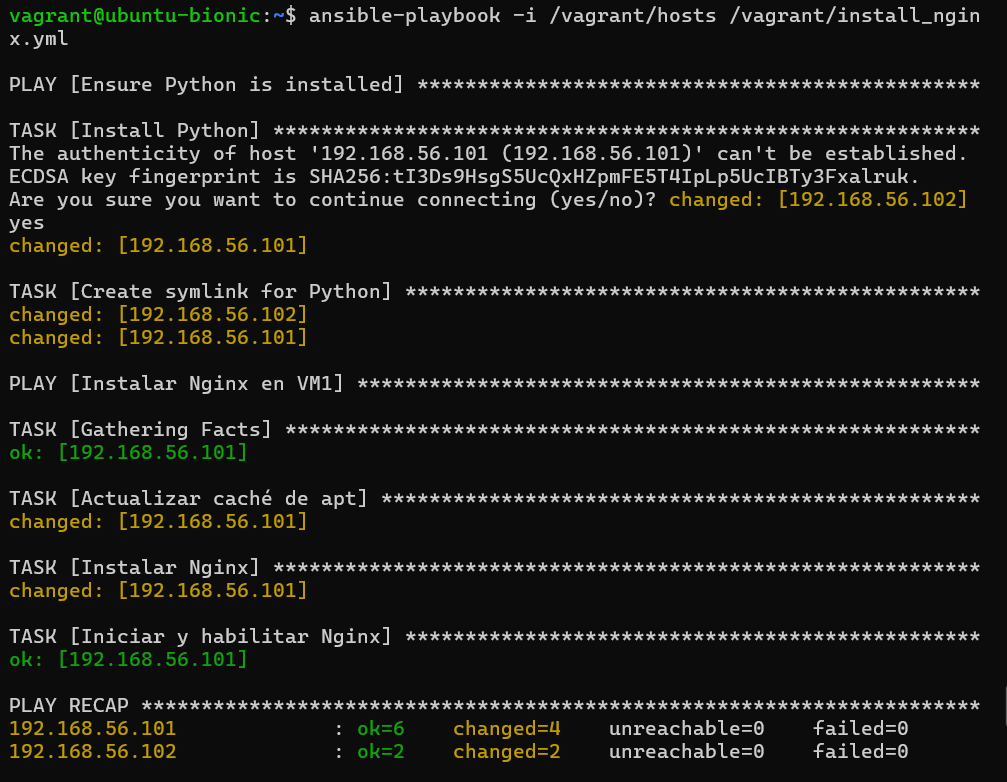 vagrant@ubuntu-bionic:~$ ansible-playbook -i /vagrant/hosts /vagrant/install_ngin
x.yml
PLAY [Ensure Python is installed] ***********************************************
TASK [Install Python] ***********************************************************
The authenticity of host '192.168.56.101 (192.168.56.101)' can't be established.
ECDSA key fingerprint is SHA256:tI3Ds9HsgS5UcQxHZpmFE5T4IpLp5UcIBTy3Fxalruk.
Are you sure you want to continue connecting (yes/no)? changed: [192.168.56.102]
yes
changed: [192.168.56.101]
TASK [Create symlink for Python] ************************************************
changed: [192.168.56.102]
changed: [192.168.56.101]
PLAY [Instalar Nginx en VM1] ****************************************************
TASK [Gathering Facts] **********************************************************
ok: [192.168.56.101]
TASK [Actualizar caché de apt] **************************************************
changed: [192.168.56.101]
TASK [Instalar Nginx] ***********************************************************
changed: [192.168.56.101]
TASK [Iniciar y habilitar Nginx] ************************************************
ok: [192.168.56.101]
PLAY RECAP **********************************************************************
192.168.56.101             : ok=6    changed=4    unreachable=0    failed=0
192.168.56.102             : ok=2    changed=2    unreachable=0    failed=0